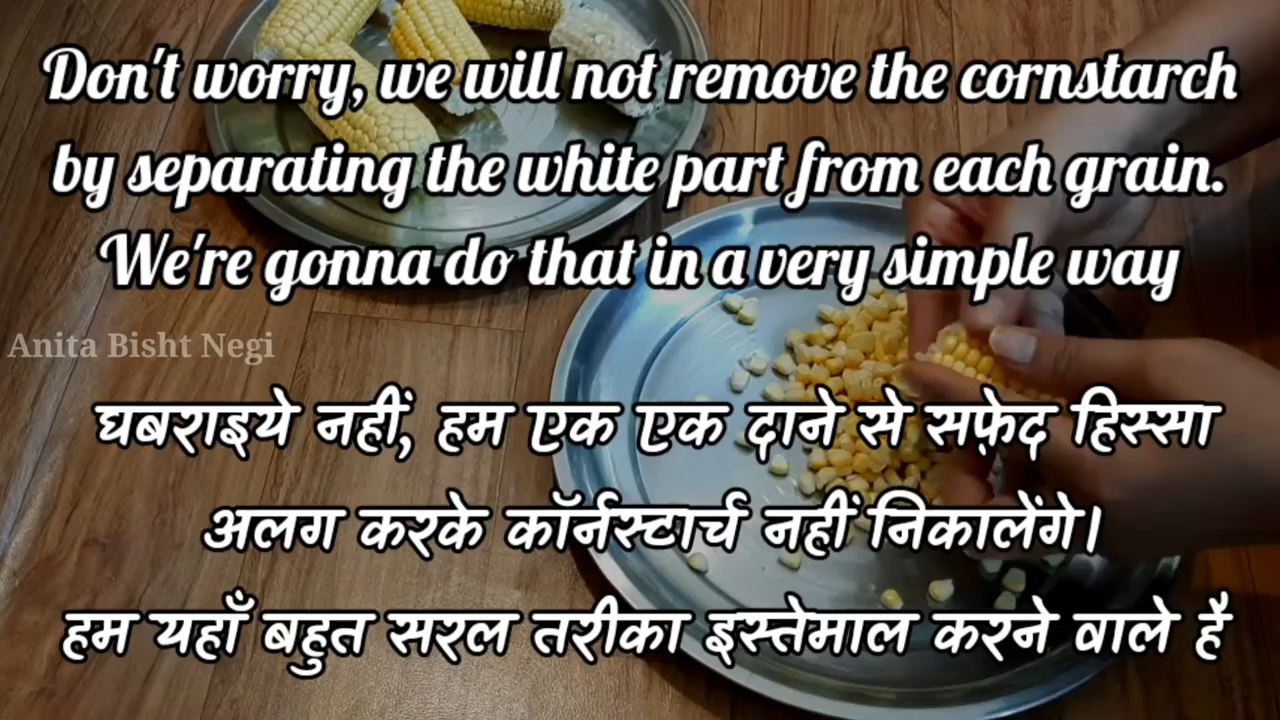 Don't worry, we will not remove the cornstarch
by separating the white part from each grain.
We're gonna do that in a very simple way
Anita Bisht Negi
घबराइये नहीं, हम एक एक दाने से सफ़ेद हिस्सा
अलग करके कॉर्नस्टार्च नहीं निकालेंगे।
हम यहाँ बहुत सरल तरीका इस्तेमाल करने वाले है